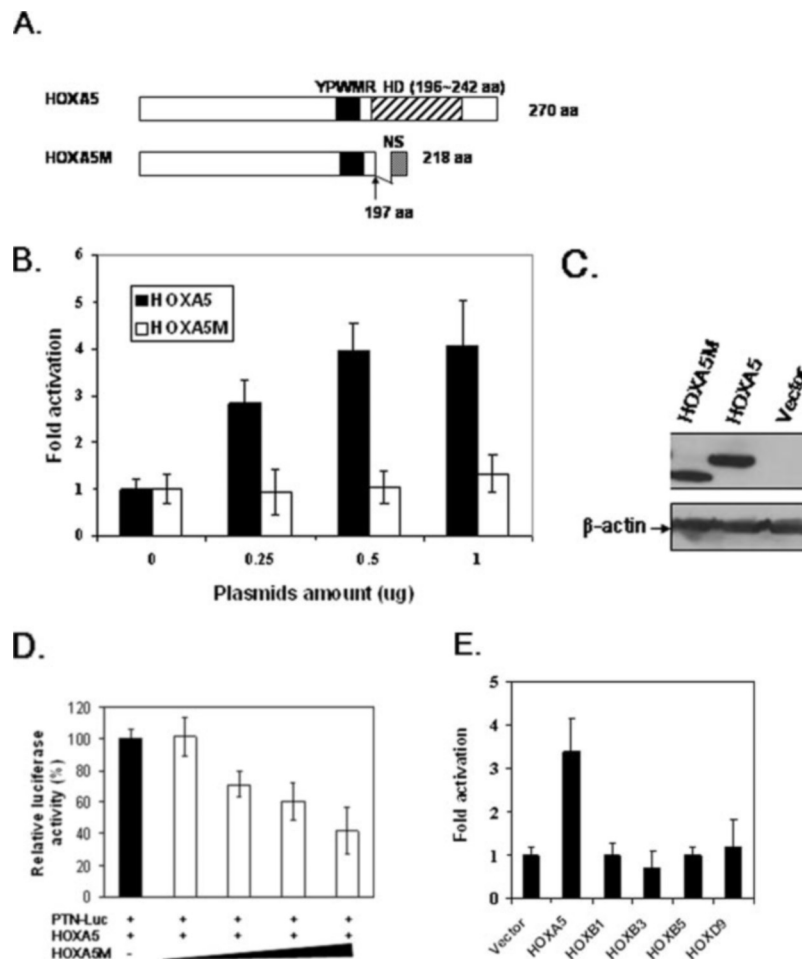 A.
YPWMR HD (196~242 aa)
HOXA5
270 aa
NS
HOXA5M
218 aa
197 aa
B.
6
5
4
3
2
1
0
Fold activation
HOXA5
HOXA5M
0 0.25 0.5 1
Plasmids amount (ug)
C.
HOXA5M
HOXA5
Vector
β-actin
D.
120
100
80
60
40
20
0
Relative luciferase
activity (%)
PTN-Luc + + + + +
HOXA5 + + + + +
HOXA5M -
E.
5
4
3
2
1
0
Fold activation
Vector
HOXA5
HOXB1
HOXB3
HOXB5
HOXD9